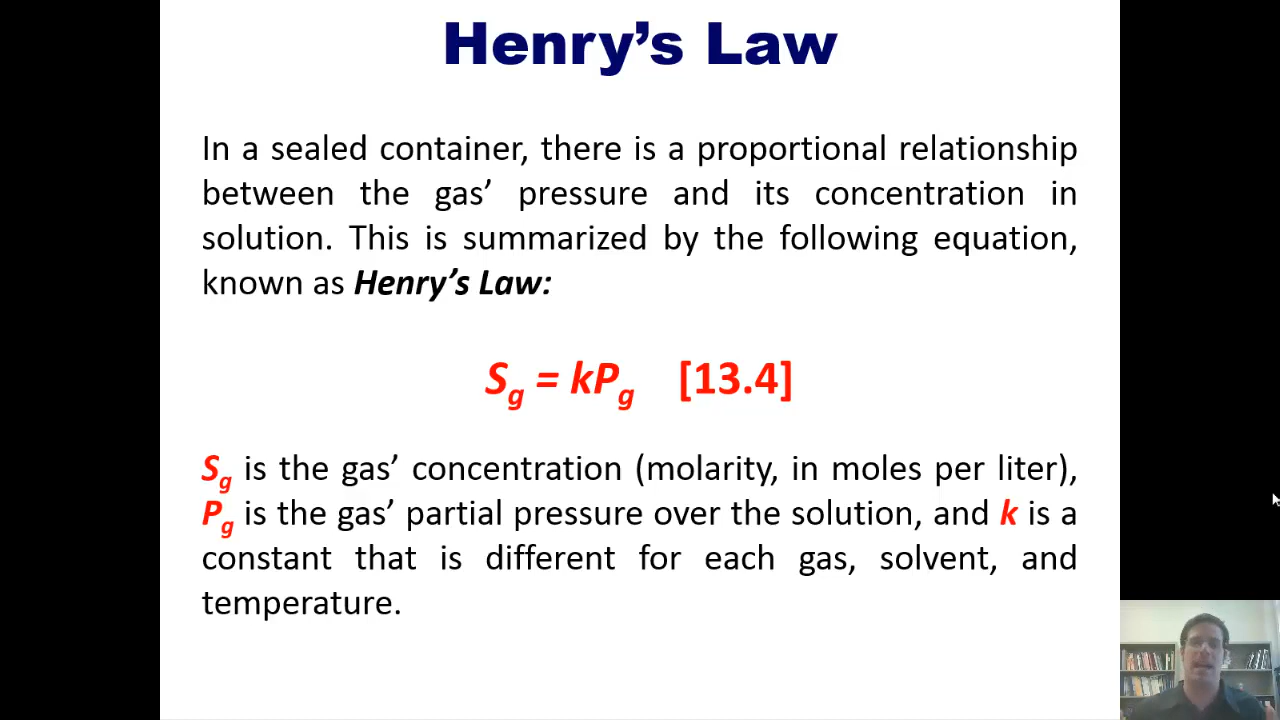 Henry’s Law
In a sealed container, there is a proportional relationship
between the gas’ pressure and its concentration in
solution. This is summarized by the following equation,
known as Henry’s Law:
Sg = kPg [13.4]
Sg is the gas’ concentration (molarity, in moles per liter),
Pg is the gas’ partial pressure over the solution, and k is a
constant that is different for each gas, solvent, and
temperature.